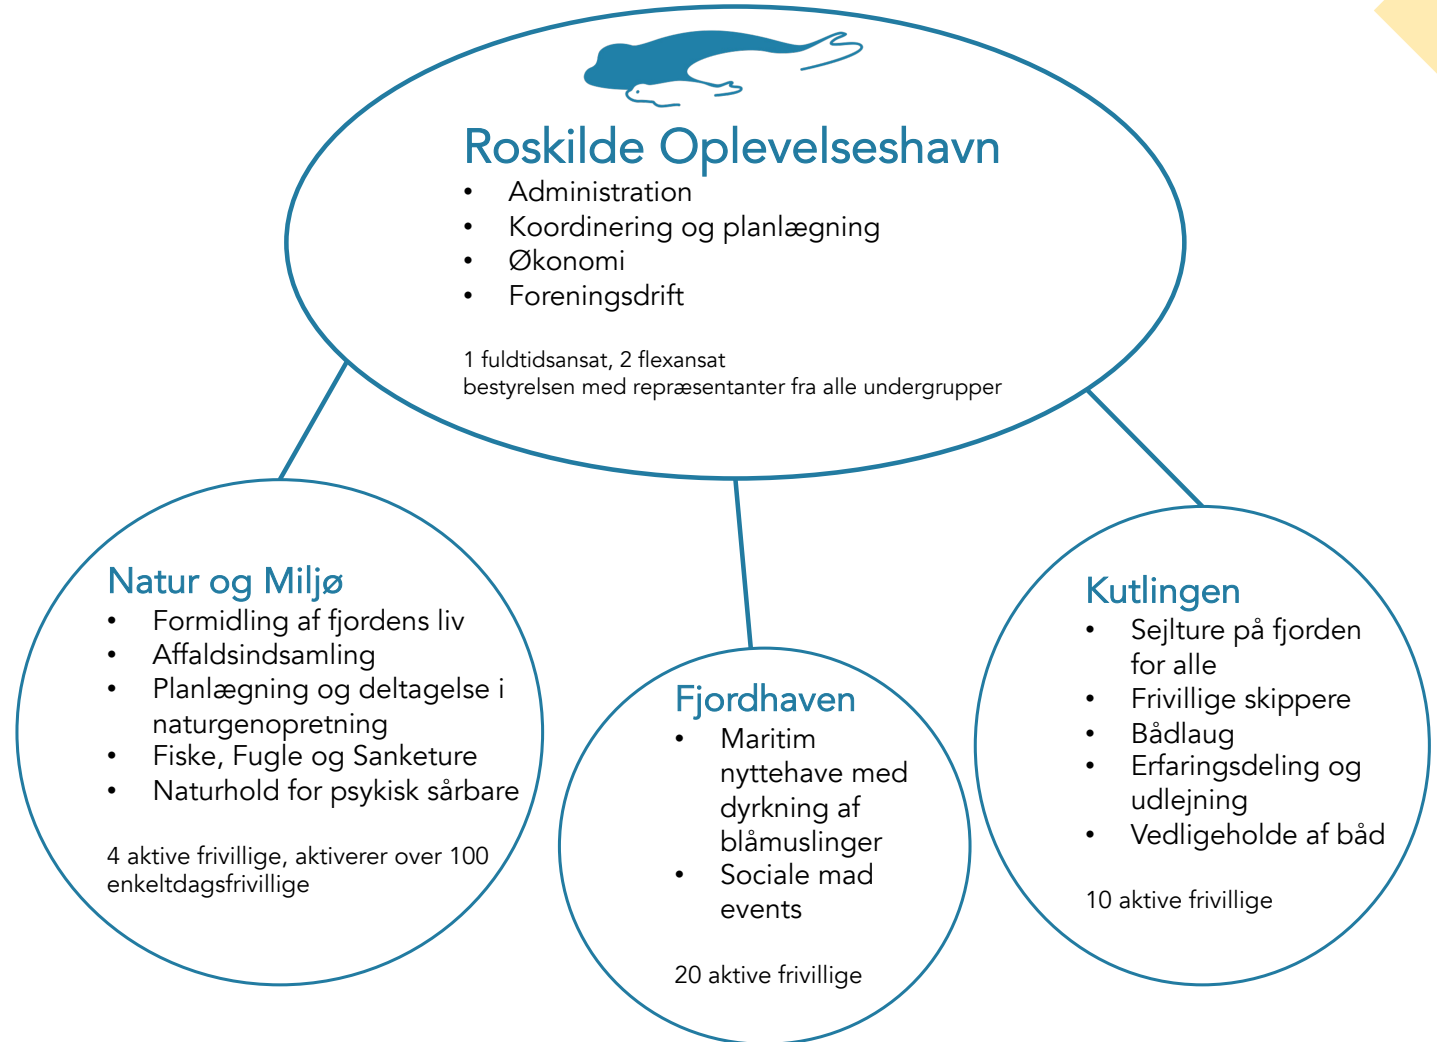 Roskilde Oplevelseshavn
• Administration
• Koordinering og planlægning
• Økonomi
• Foreningsdrift
1 fuldtidsansat, 2 flexansat
bestyrelsen med repræsentanter fra alle undergrupper
Natur og Miljø
• Formidling af fjordens liv
• Affaldsindsamling
• Planlægning og deltagelse i
naturgenopretning
• Fiske, Fugle og Sanketure
• Naturhold for psykisk sårbare
4 aktive frivillige, aktiverer over 100
enkeltdagsfrivillige
Fjordhaven
• Maritim
nyttehave med
dyrkning af
blåmuslinger
• Sociale mad
events
20 aktive frivillige
Kutlingen
• Sejlture på fjorden
for alle
• Frivillige skippere
• Bådlaug
• Erfaringsdeling og
udlejning
• Vedligeholde af båd
10 aktive frivillige